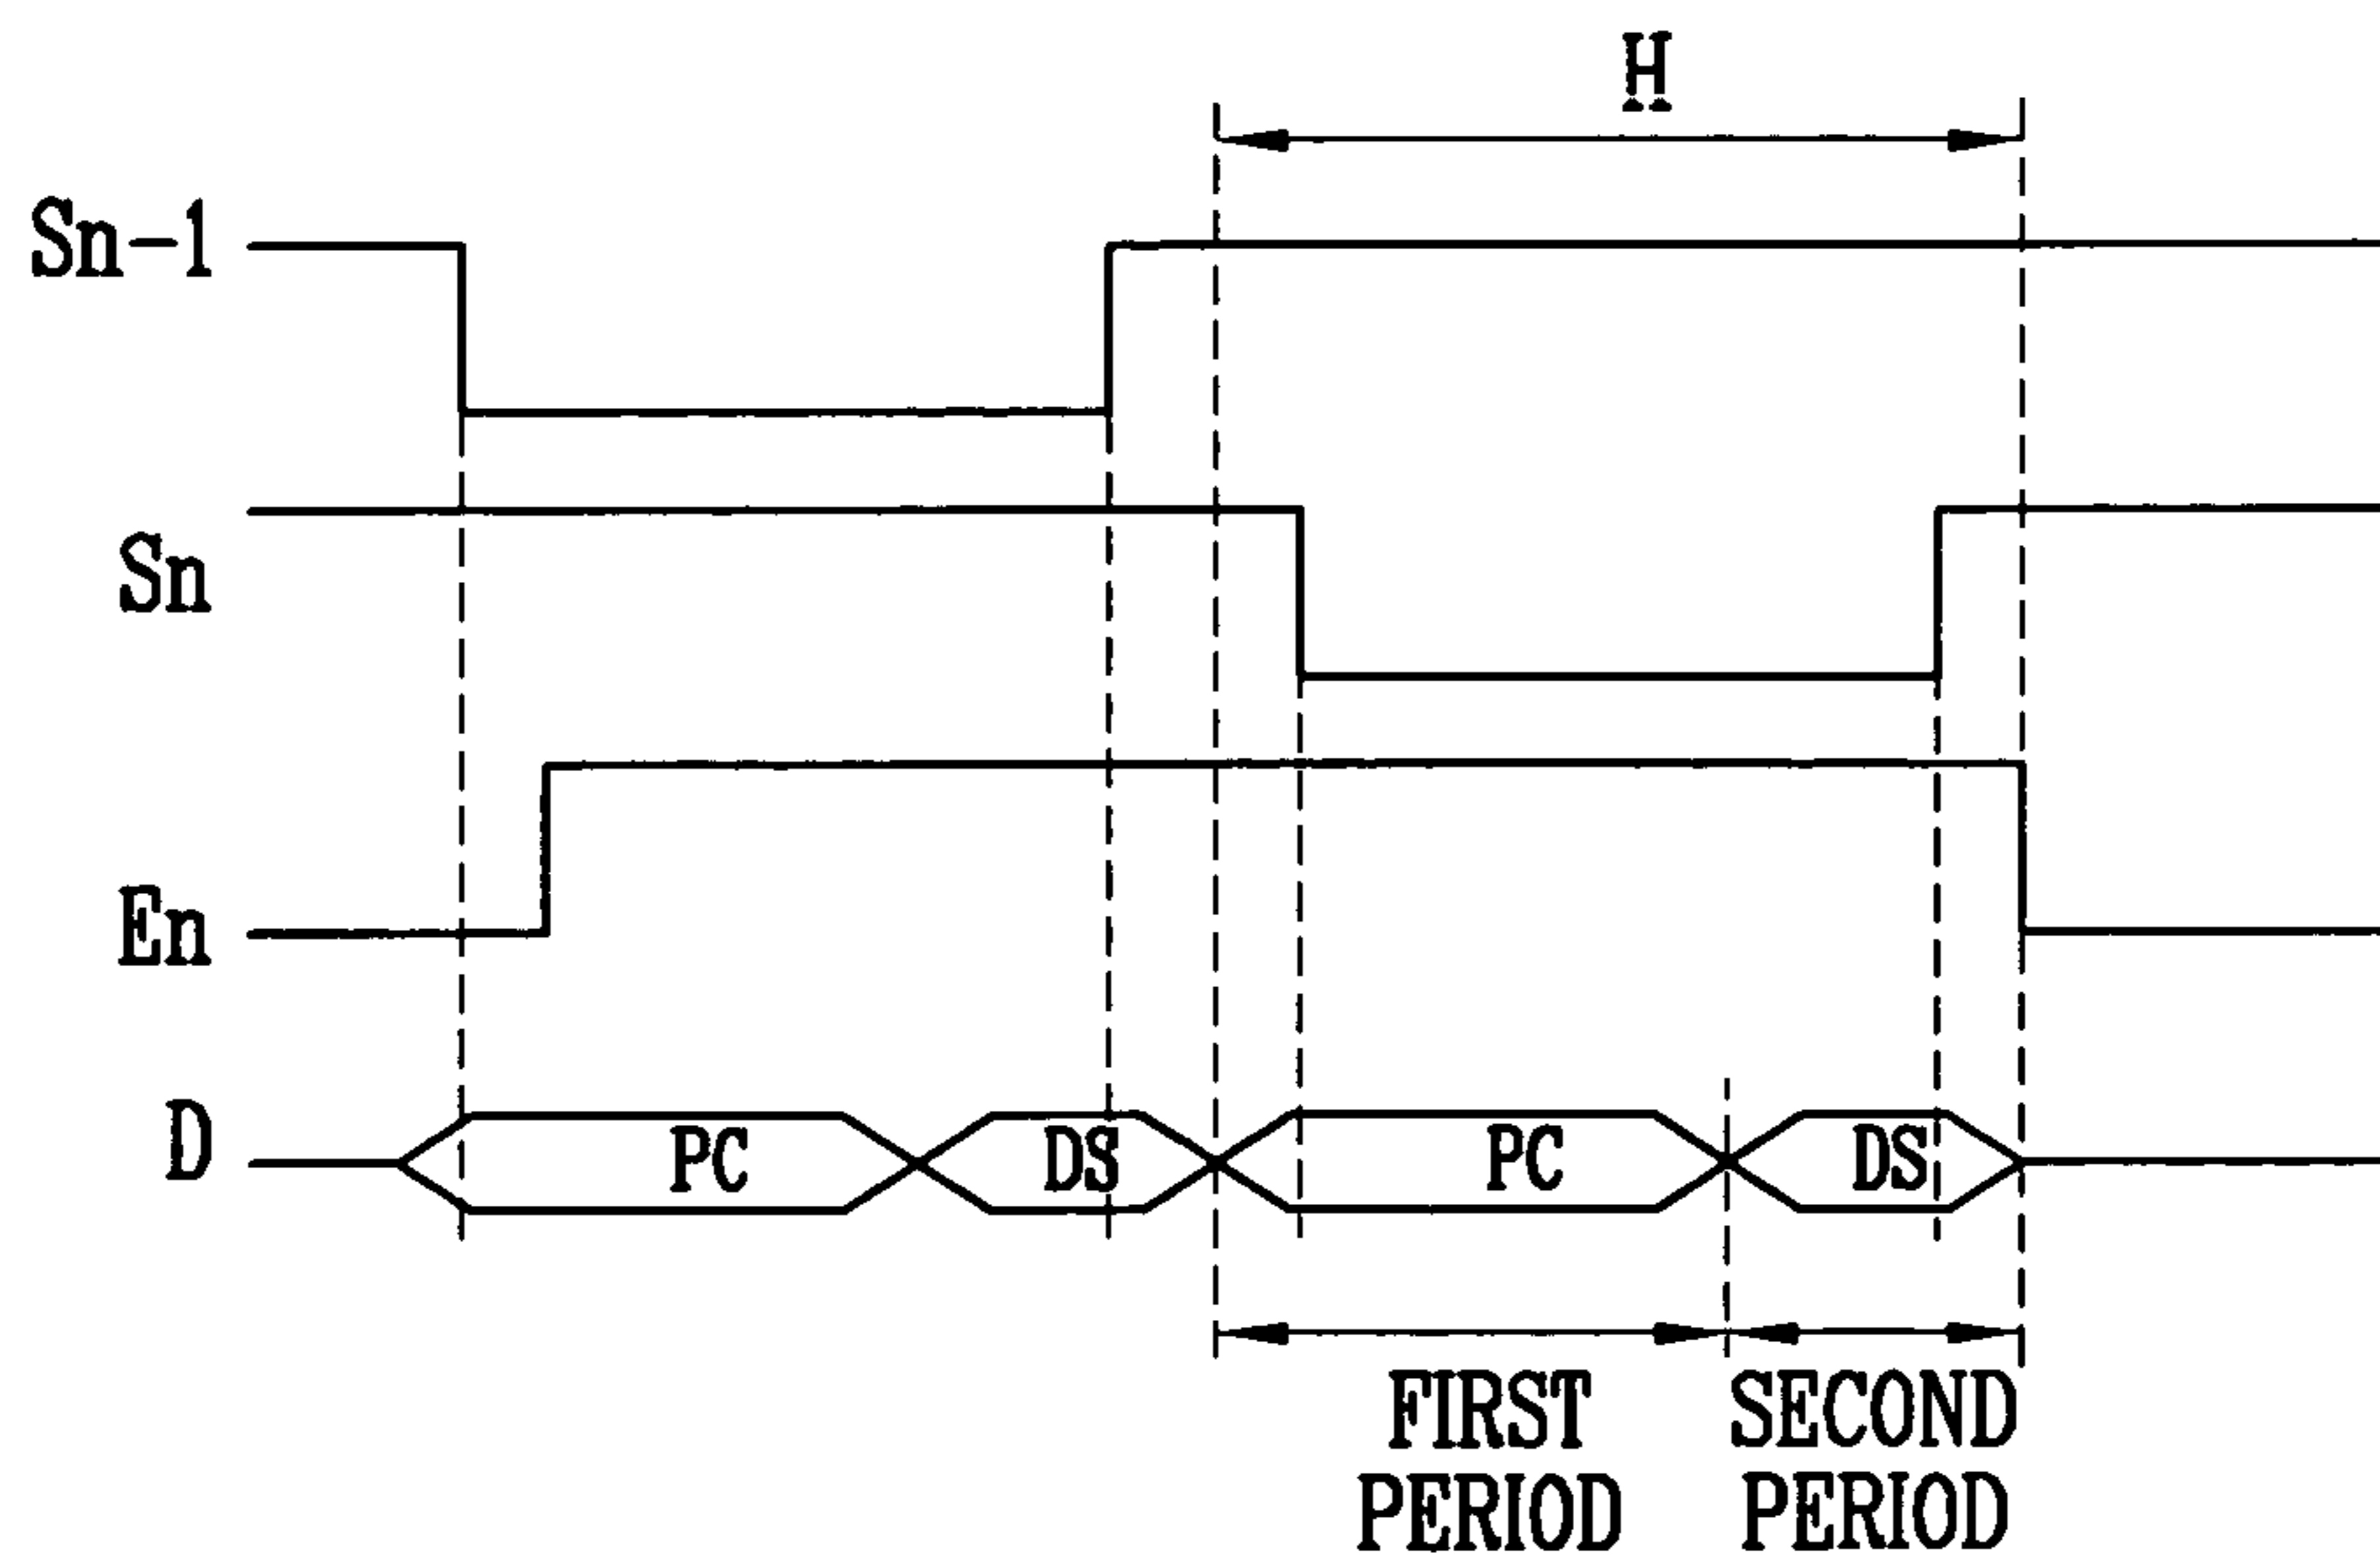 H
Sn-1
Sn
En
D
PC DS PC DS
FIRST PERIOD
SECOND PERIOD